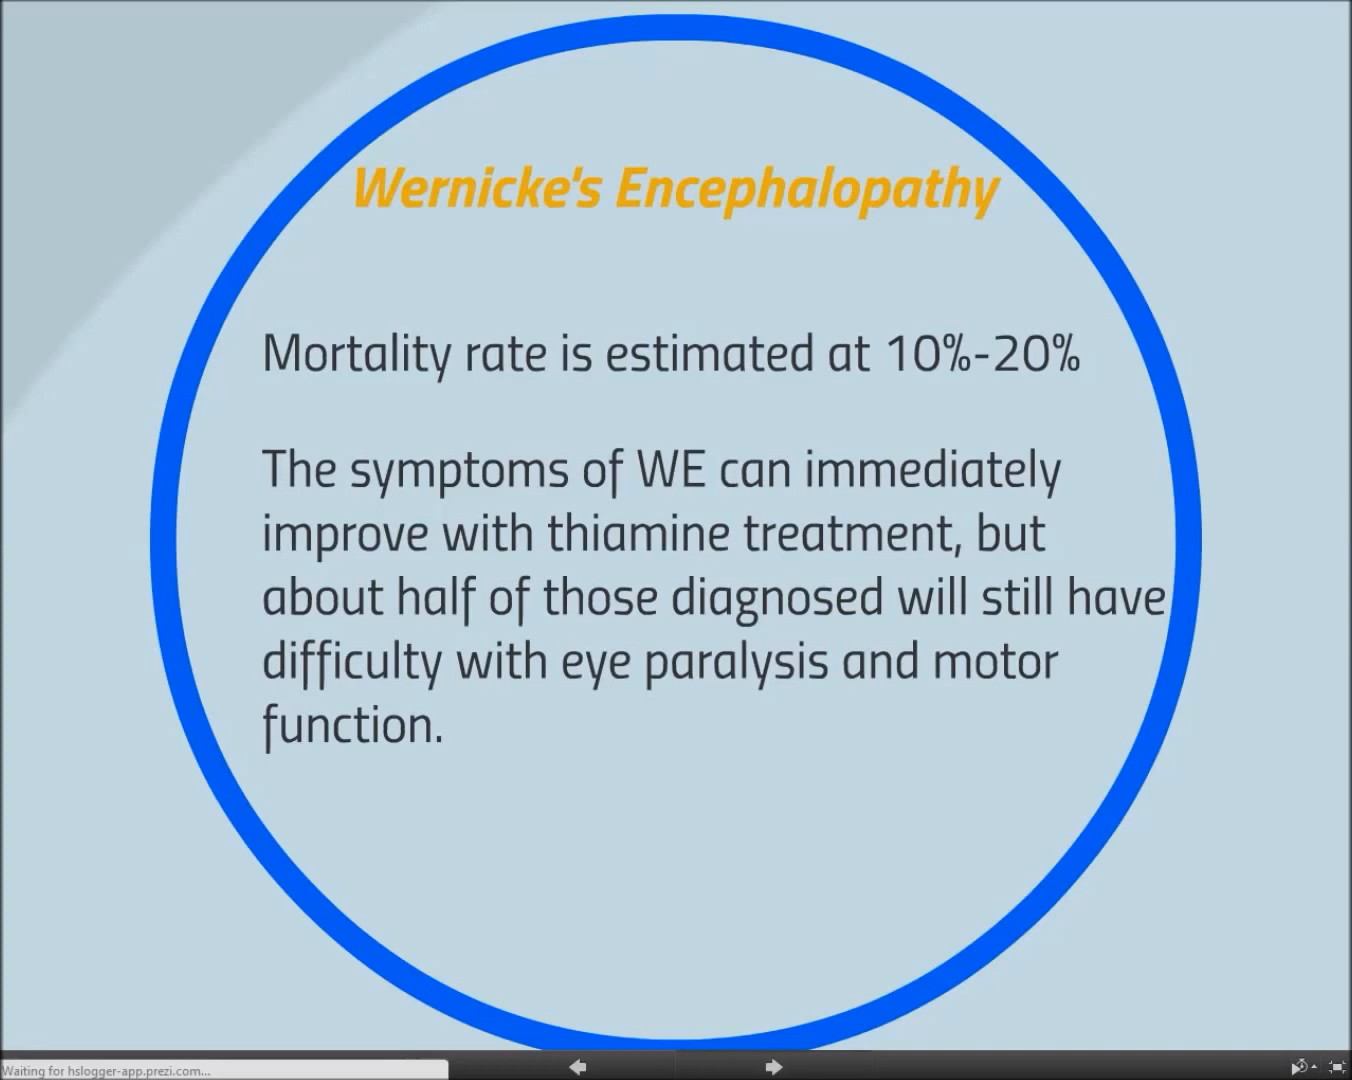 Wernicke's Encephalopathy
Mortality rate is estimated at 10%-20%
The symptoms of WE can immediately
improve with thiamine treatment, but
about half of those diagnosed will still have
difficulty with eye paralysis and motor
function.
Waiting for hslogger-app.prezi.com...